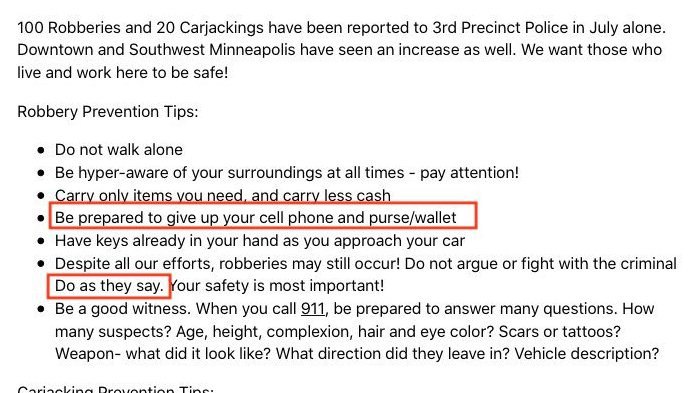 100 Robberies and 20 Carjackings have been reported to 3rd Precinct Police in July alone.
Downtown and Southwest Minneapolis have seen an increase as well. We want those who
live and work here to be safe!
Robbery Prevention Tips:
• Do not walk alone
• Be hyper-aware of your surroundings at all times - pay attention!
• Carry only items you need, and carry less cash
• Be prepared to give up your cell phone and purse/wallet
• Have keys already in your hand as you approach your car
• Despite all our efforts, robberies may still occur! Do not argue or fight with the criminal
Do as they say. Your safety is most important!
• Be a good witness. When you call 911, be prepared to answer many questions. How
many suspects? Age, height, complexion, hair and eye color? Scars or tattoos?
Weapon- what did it look like? What direction did they leave in? Vehicle description?
Carjacking Prevention Tips: